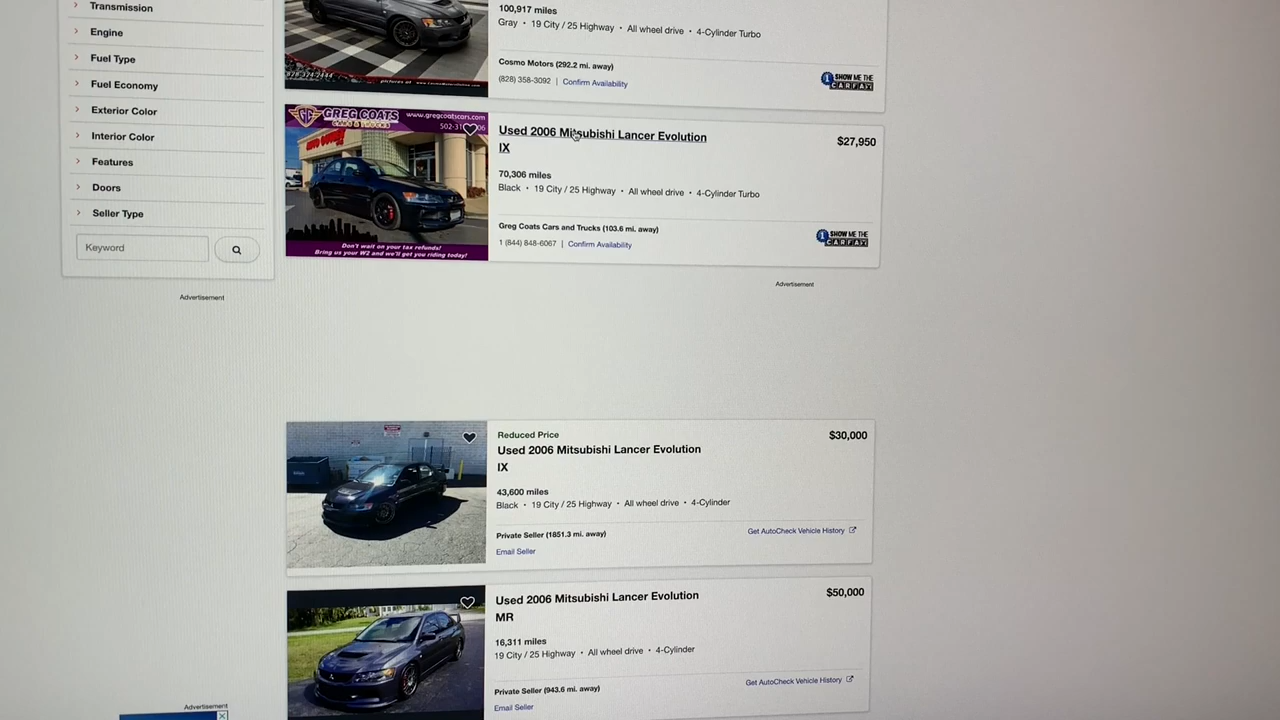 Transmission
Engine
Fuel Type
Fuel Economy
Exterior Color
Interior Color
Features
Doors
Seller Type
Keyword
Advertisement
100,917 miles
Gray • 19 City / 25 Highway • All wheel drive • 4-Cylinder Turbo
Cosmo Motors (292.2 mi. away)
(828) 358-3092 | Confirm Availability
SHOW ME THE
CARFAX
GREG COATS
CARS & TRUCKS
www.gregcoatscars.com
Don't wait on your tax refunds!
Bring us your W2 and we'll get you riding today!
Used 2006 Mitsubishi Lancer Evolution
IX
$27,950
70,306 miles
Black • 19 City / 25 Highway • All wheel drive • 4-Cylinder Turbo
Greg Coats Cars and Trucks (103.6 mi. away)
1 (844) 848-6067 | Confirm Availability
SHOW ME THE
CARFAX
Advertisement
Reduced Price
Used 2006 Mitsubishi Lancer Evolution
IX
$30,000
43,600 miles
Black • 19 City / 25 Highway • All wheel drive • 4-Cylinder
Private Seller (1851.3 mi. away)
Email Seller
Get AutoCheck Vehicle History
Used 2006 Mitsubishi Lancer Evolution
MR
$50,000
16,311 miles
19 City / 25 Highway • All wheel drive • 4-Cylinder
Private Seller (943.6 mi. away)
Email Seller
Get AutoCheck Vehicle History
Advertisement